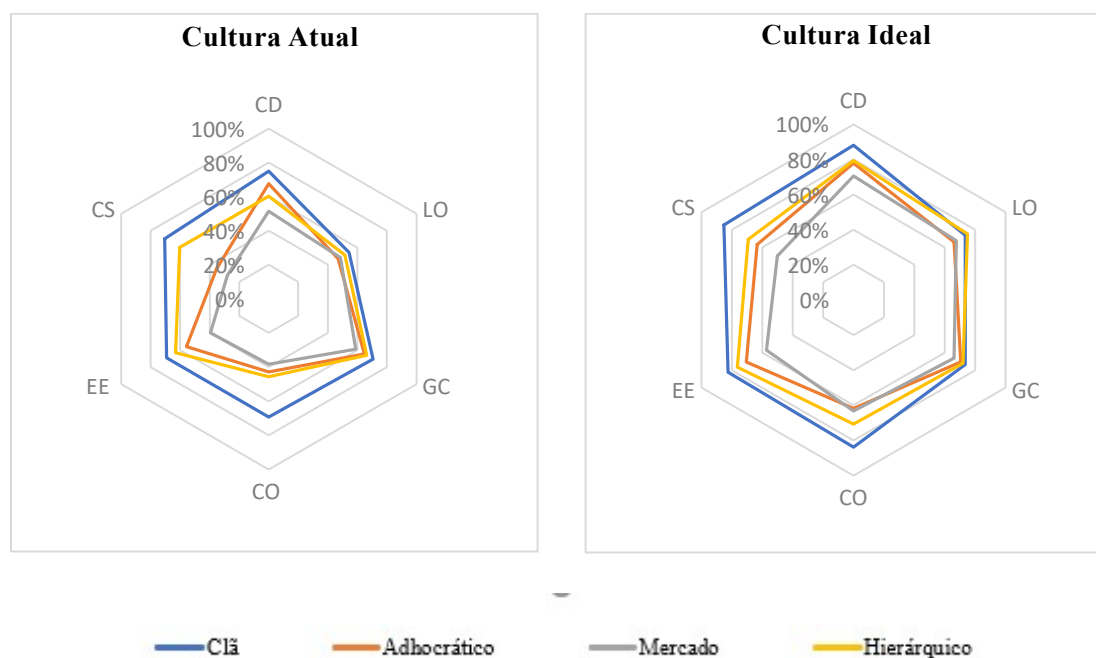 Cultura Atual
CD
100%
80%
60%
40%
20%
0%
CS
LO
EE
GC
CO
Cultura Ideal
CD
100%
80%
60%
40%
20%
0%
CS
LO
EE
GC
CO
Clã Adhocrático Mercado Hierárquico